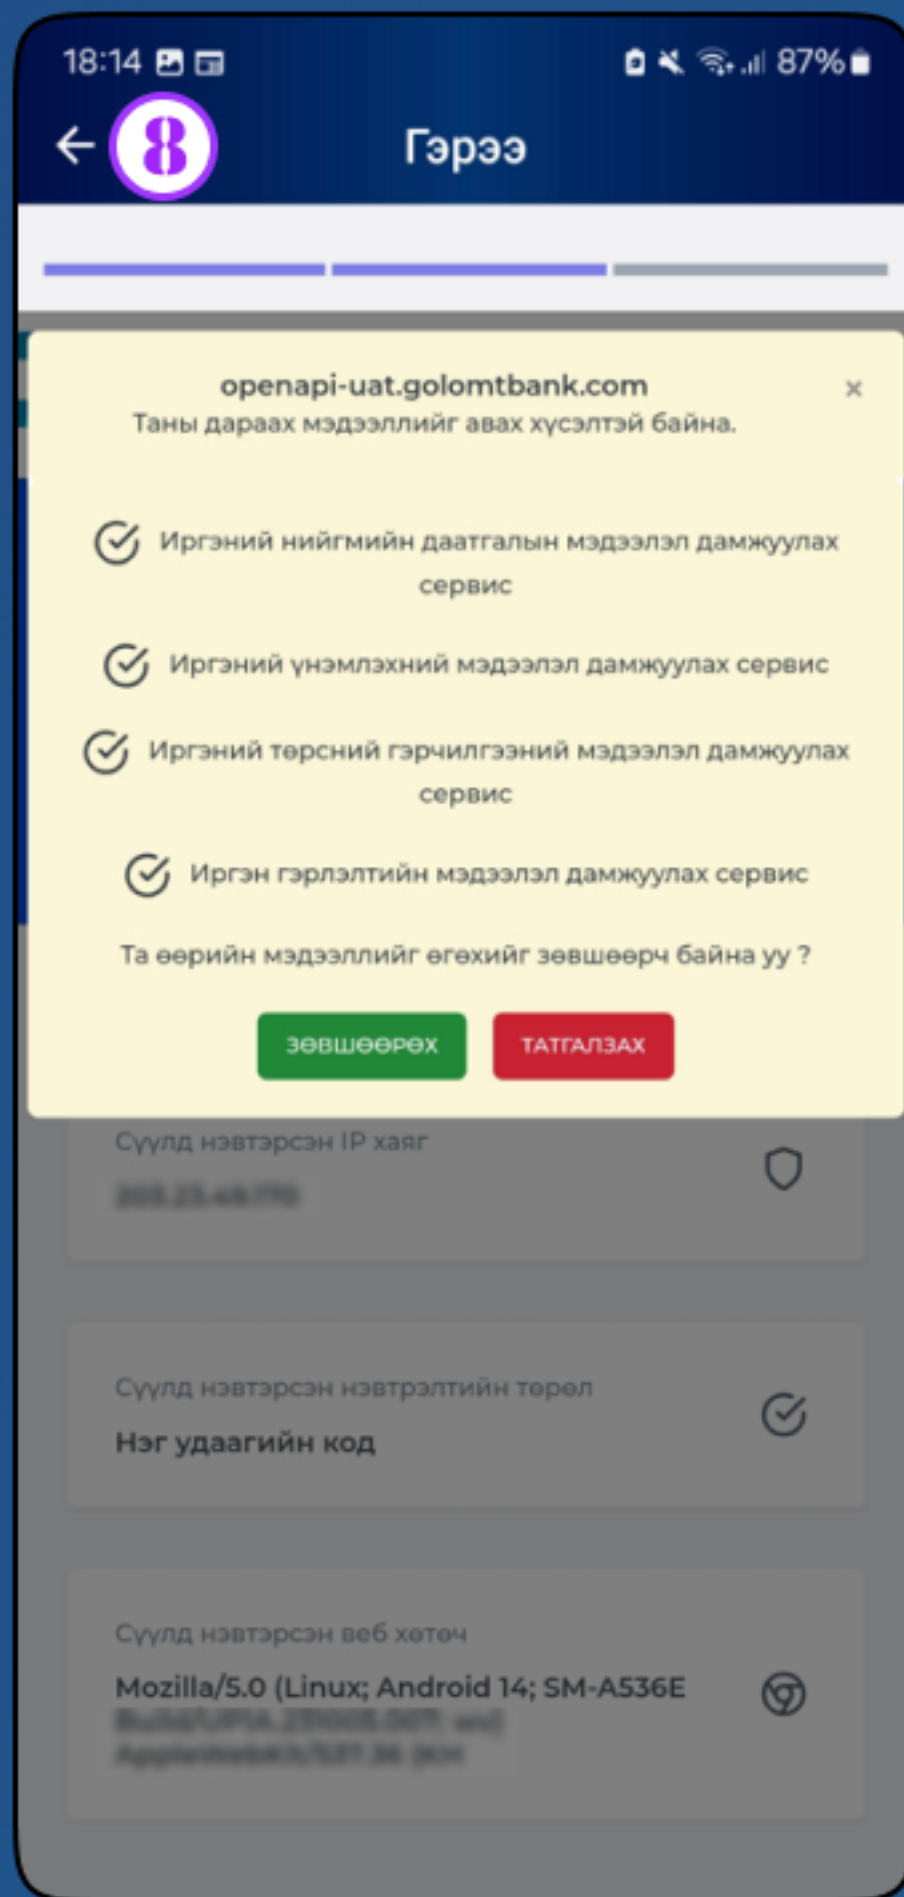 18:14 87%
8
Гэрээ
openapi-uat.golomtbank.com
×
Таны дараах мэдээллийг авах хүсэлтэй байна.
Иргэний нийгмийн даатгалын мэдээлэл дамжуулах
сервис
Иргэний үнэмлэхний мэдээлэл дамжуулах сервис
Иргэний төрсний гэрчилгээний мэдээлэл дамжуулах
сервис
Иргэн гэрлэлтийн мэдээлэл дамжуулах сервис
Та өөрийн мэдээллийг өгөхийг зөвшөөрч байна уу ?
ЗӨВШӨӨРӨХ ТАТГАЛЗАХ
Сүүлд нэвтэрсэн IP хаяг
Сүүлд нэвтэрсэн нэвтрэлтийн төрөл
Нэг удаагийн код
Сүүлд нэвтэрсэн веб хөтөч
Mozilla/5.0 (Linux; Android 14; SM-A536E